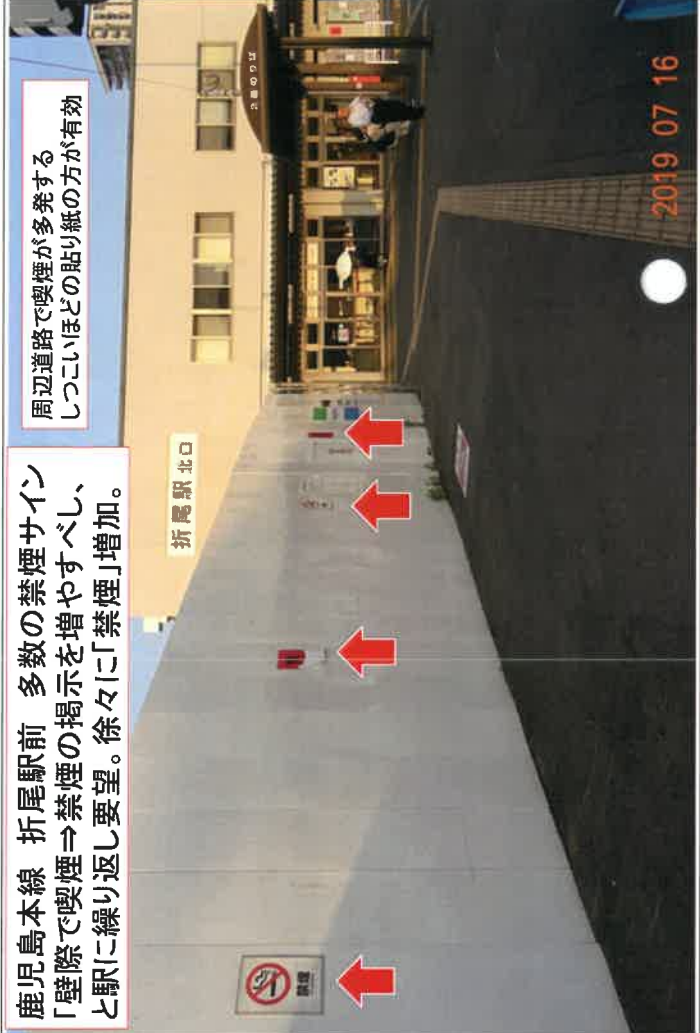 鹿児島本線 折尾駅前 多数の禁煙サイン
「壁際で喫煙⇒禁煙の掲示を増やすべし、
と駅に繰り返し要望。徐々に「禁煙」増加。
周辺道路で喫煙が多発する
しつこいほどの貼り紙の方が有効
折尾駅 北口
禁煙
2019 07 16